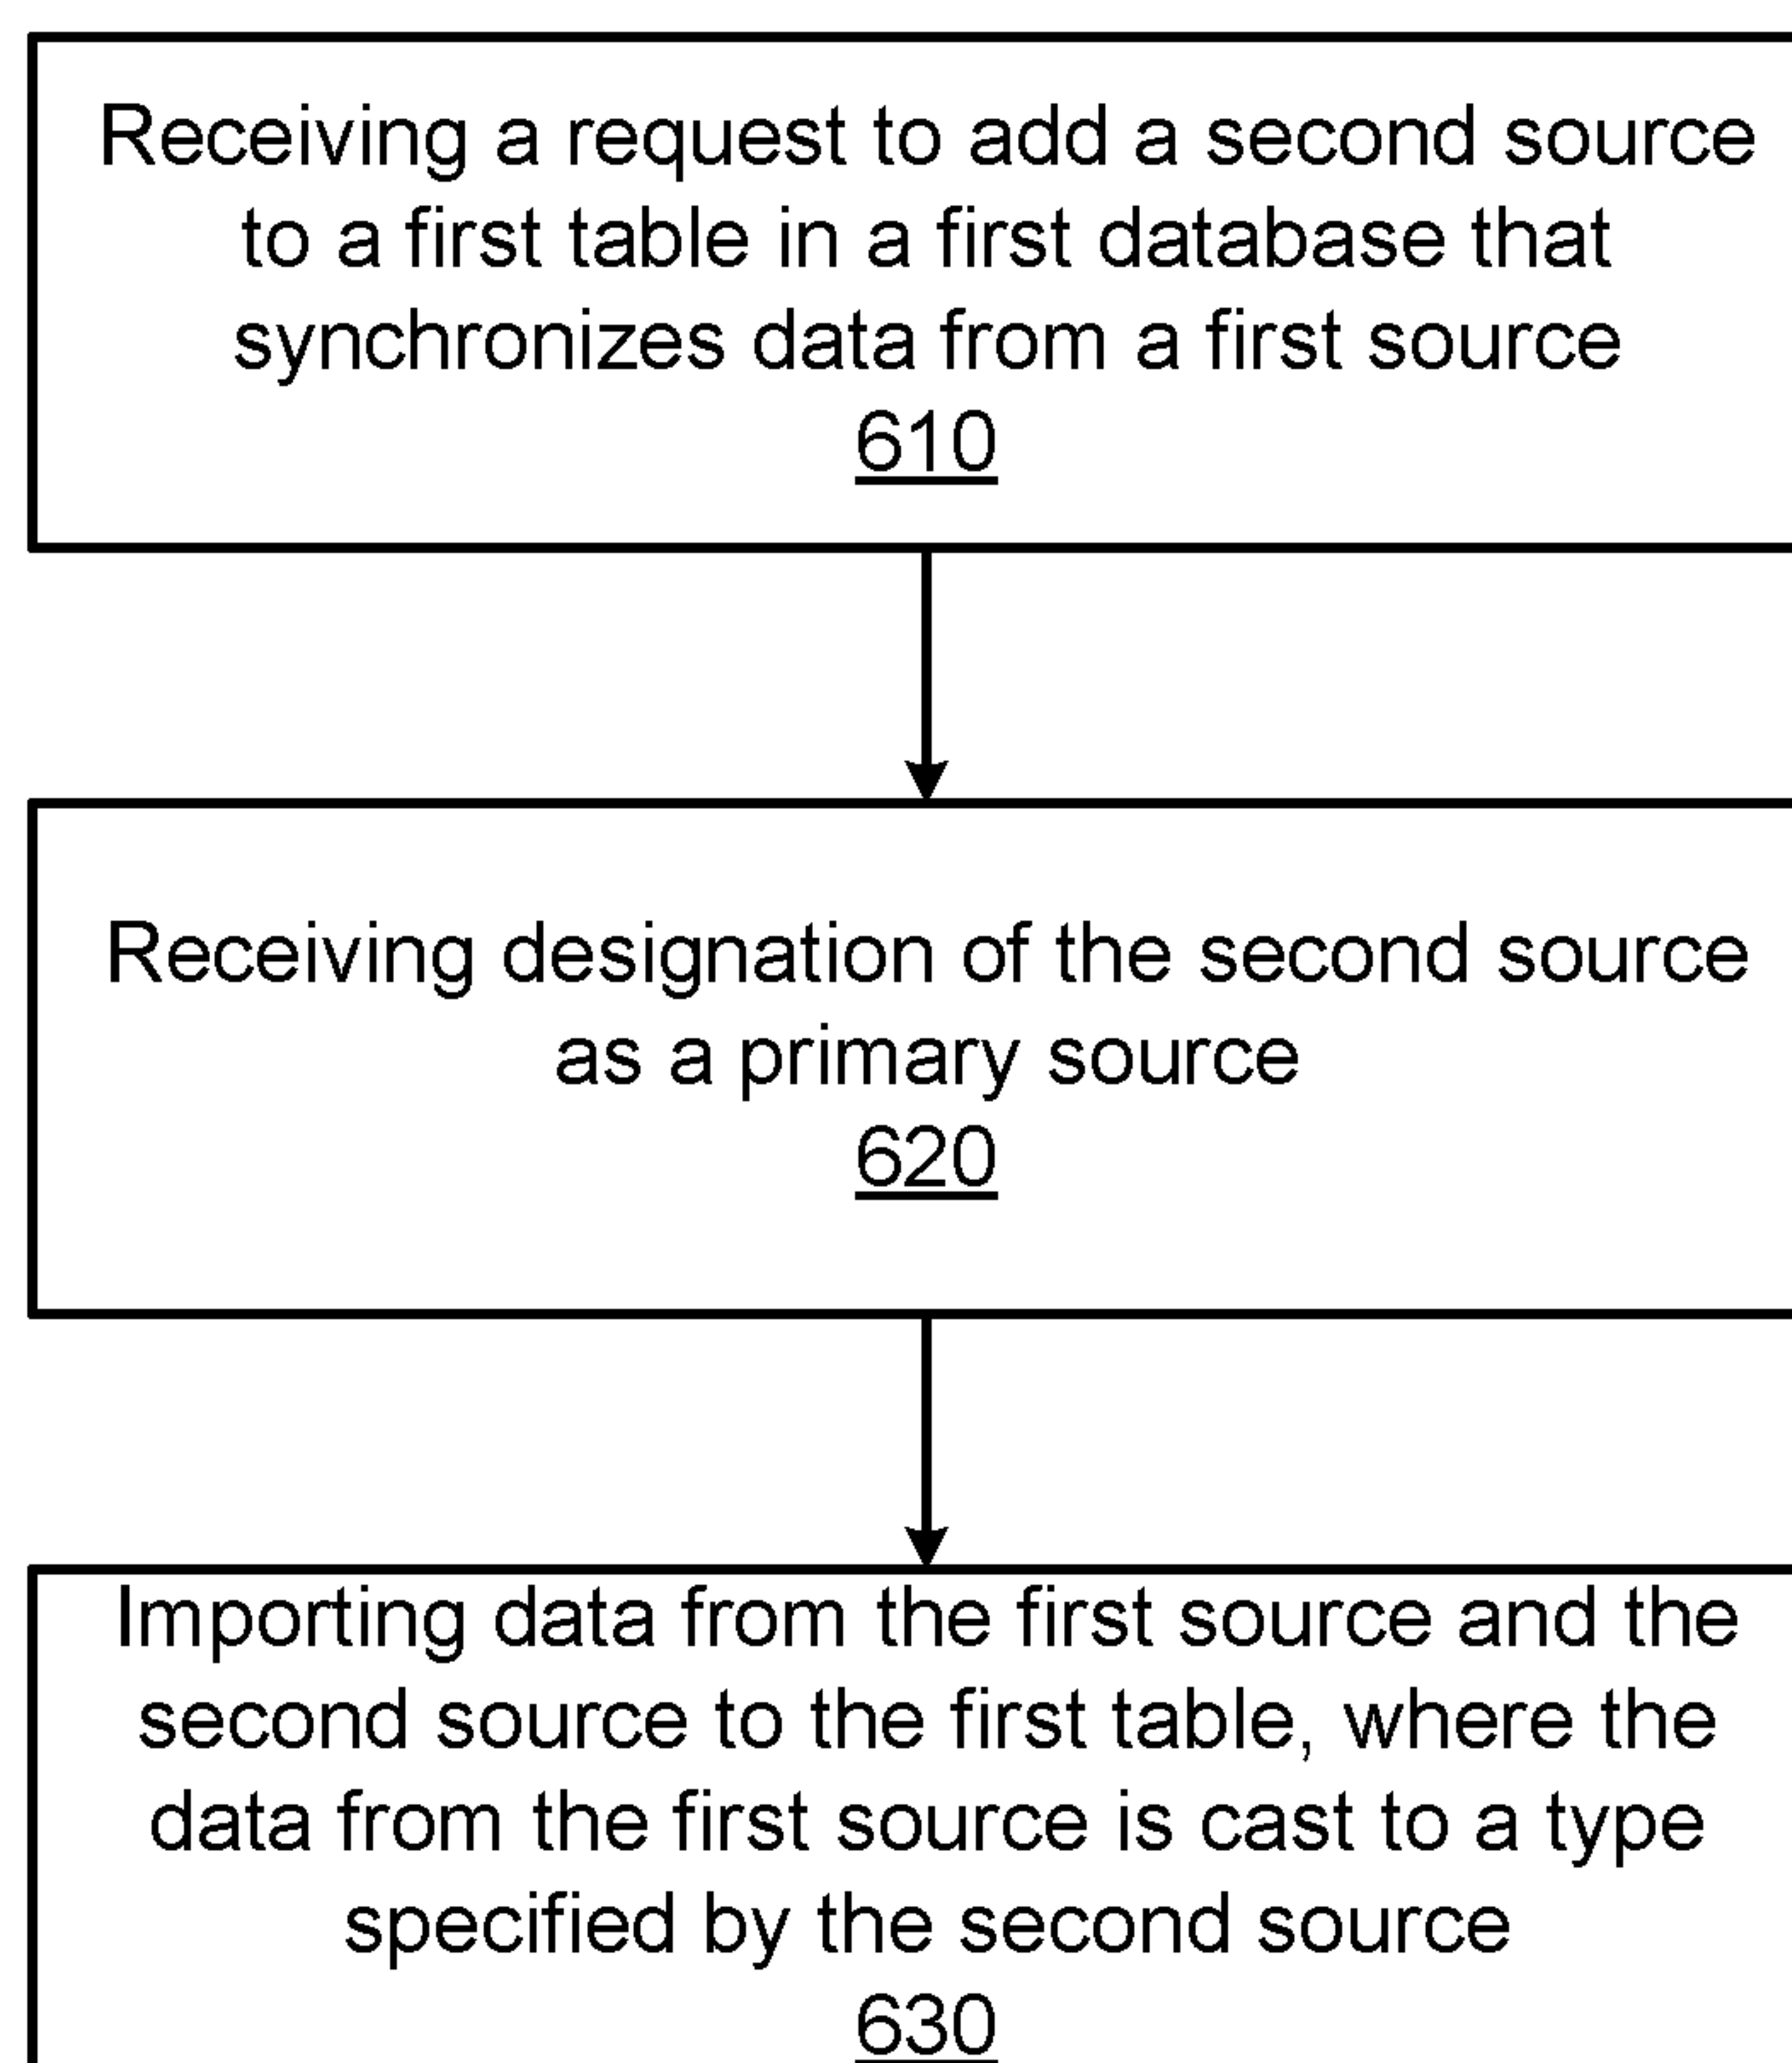 Receiving a request to add a second source
to a first table in a first database that
synchronizes data from a first source
610
Receiving designation of the second source
as a primary source
620
Importing data from the first source and the
second source to the first table, where the
data from the first source is cast to a type
specified by the second source
630